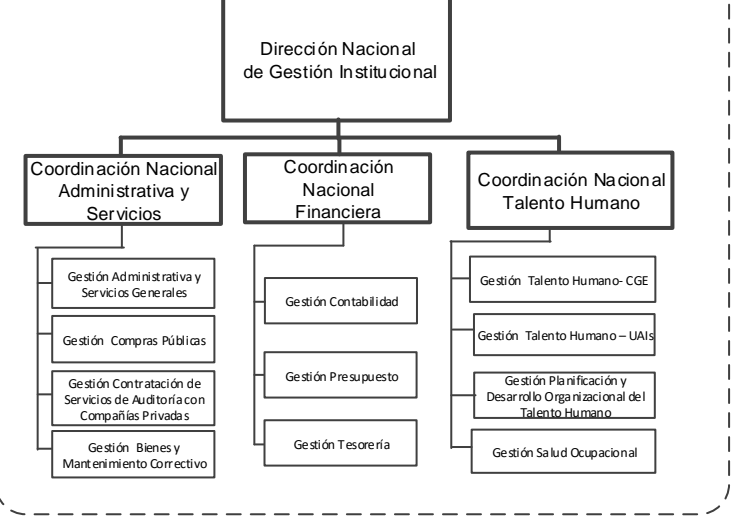 Dirección Nacional
de Gestión Institucional
Coordinación Nacional
Administrativa y
Servicios
Coordinación
Nacional
Financiera
Coordinación Nacional
Talento Humano
Gestión Administrativa y
Servicios Generales
Gestión Compras Públicas
Gestión Contratación de
Servicios de Auditoría con
Compañías Privadas
Gestión Bienes y
Mantenimiento Correctivo
Gestión Contabilidad
Gestión Presupuesto
Gestión Tesorería
Gestión Talento Humano- CGE
Gestión Talento Humano – UAIs
Gestión Planificación y
Desarrollo Organizacional del
Talento Humano
Gestión Salud Ocupacional